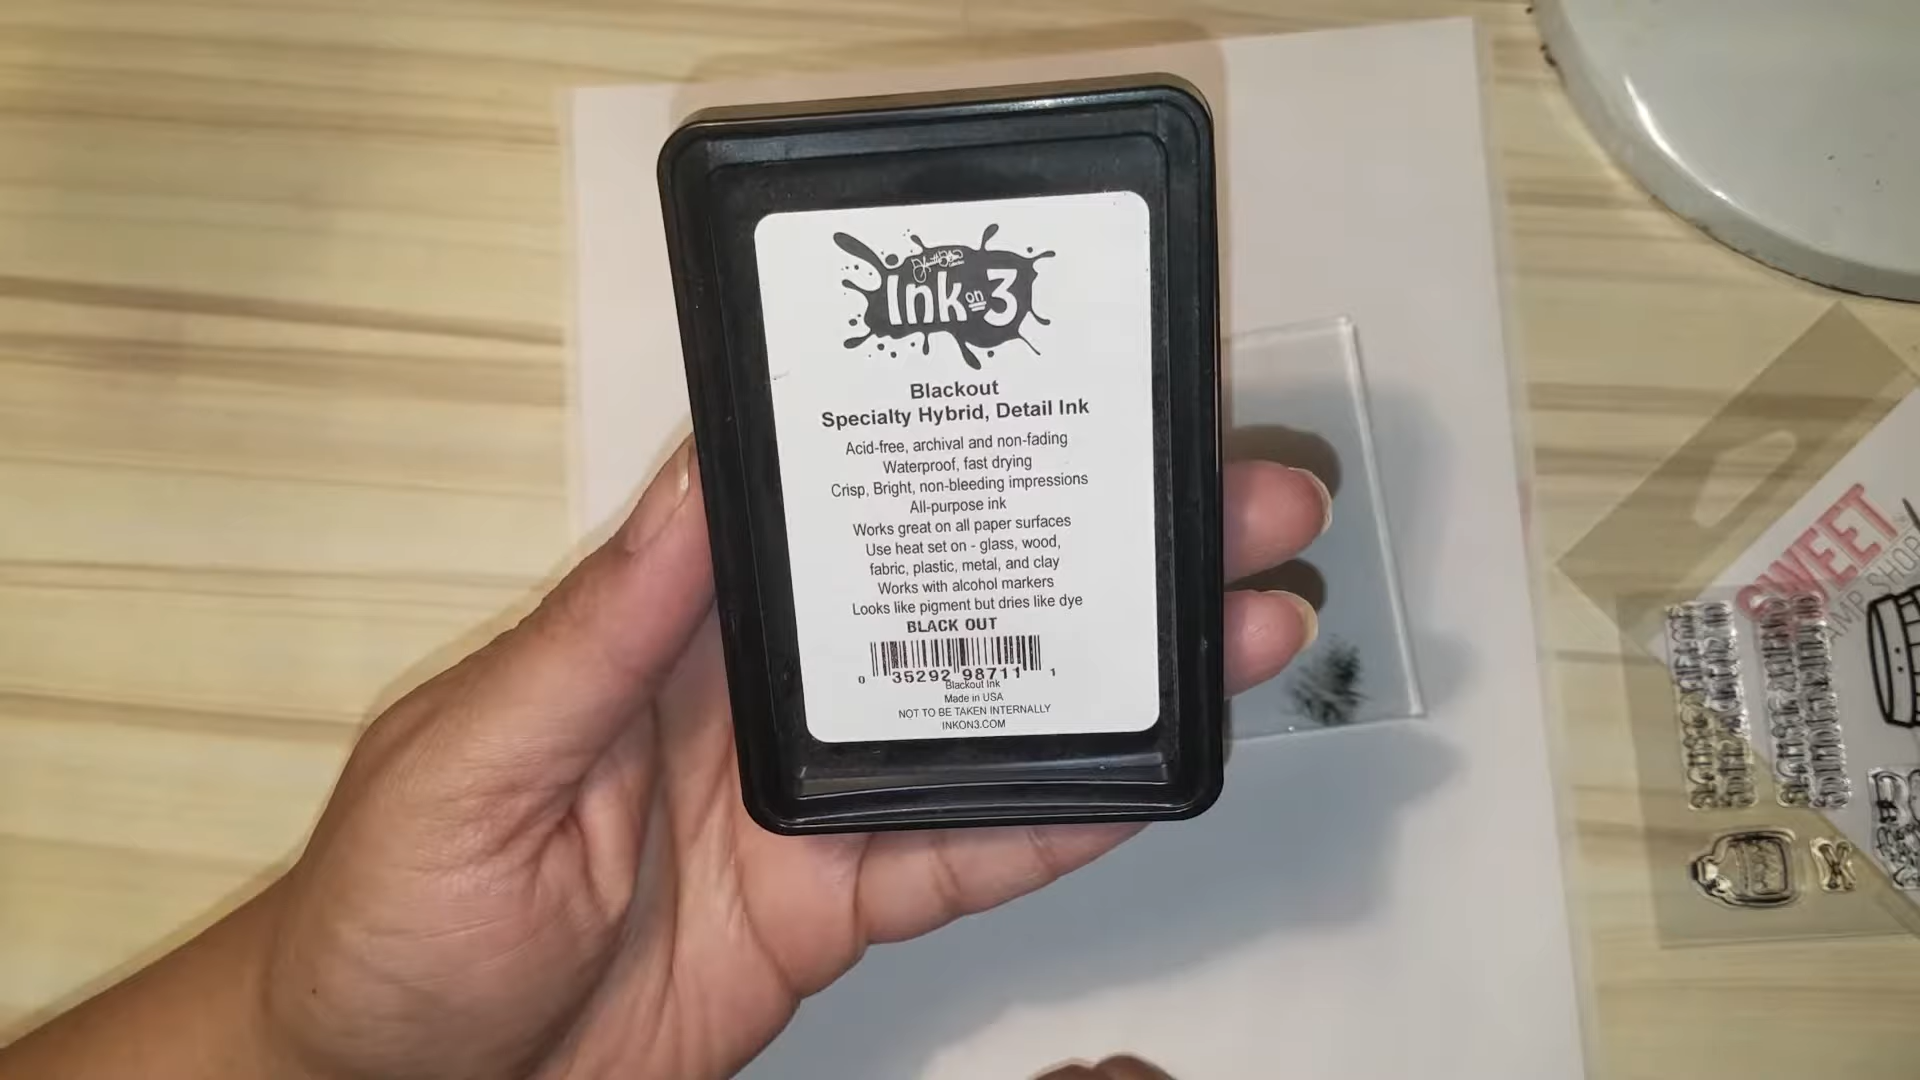 Ink on 3
Blackout
Specialty Hybrid, Detail Ink
Acid-free, archival and non-fading
Waterproof, fast drying
Crisp, Bright, non-bleeding impressions
All-purpose ink
Works great on all paper surfaces
Use heat set on - glass, wood,
fabric, plastic, metal, and clay
Works with alcohol markers
Looks like pigment but dries like dye
BLACK OUT
0 35292 98711 1
Blackout Ink
Made in USA
NOT TO BE TAKEN INTERNALLY
INKON3.COM
SWEET
AMP SHOP